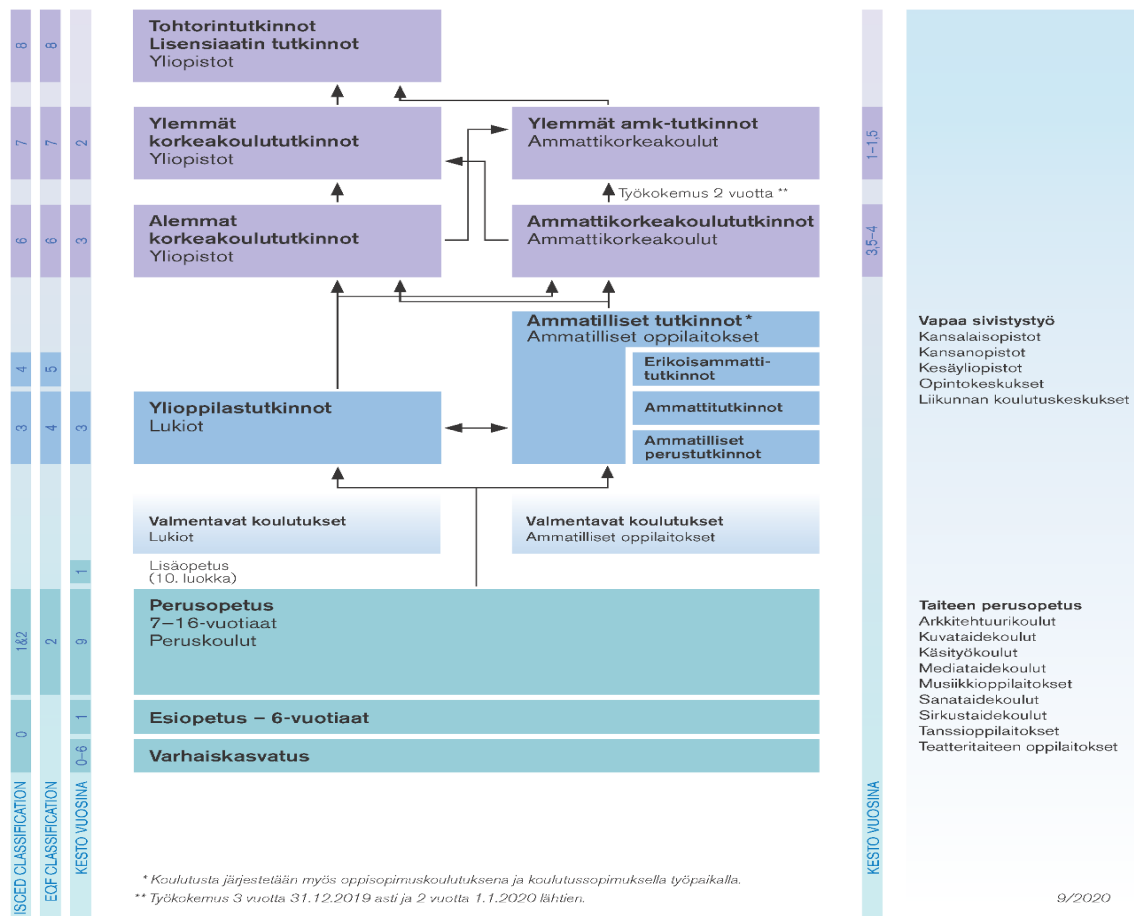 Tohtorintutkinnot
Lisensiaatin tutkinnot
Yliopistot
8
8
Ylemmät
korkeakoulututkinnot
Yliopistot
Ylemmät amk-tutkinnot
Ammattikorkeakoulut
7
7
2
1–1,5
Työkokemus 2 vuotta **
Alemmat
korkeakoulututkinnot
Yliopistot
Ammattikorkeakoulututkinnot
Ammattikorkeakoulut
6
6
3
3,5–4
Ammatilliset tutkinnot *
Ammatilliset oppilaitokset
Erikoisammatti-
tutkinnot
4
5
Ylioppilastutkinnot
Lukiot
Ammattitutkinnot
Ammatilliset
perustutkinnot
3
4
3
Valmentavat koulutukset
Lukiot
Valmentavat koulutukset
Ammatilliset oppilaitokset
Lisäopetus
(10. luokka)
1
Perusopetus
7–16-vuotiaat
Peruskoulut
1&2
2
9
Esiopetus – 6-vuotiaat
0
1
Varhaiskasvatus
0–6
ISCED CLASSIFICATION
EQF CLASSIFICATION
KESTO VUOSINA
KESTO VUOSINA
Vapaa sivistystyö
Kansalaisopistot
Kansanopistot
Kesäyliopistot
Opintokeskukset
Liikunnan koulutuskeskukset
Taiteen perusopetus
Arkkitehtuurikoulut
Kuvataidekoulut
Käsityökoulut
Mediataidekoulut
Musiikkioppilaitokset
Sanataidekoulut
Sirkustaidekoulut
Tanssioppilaitokset
Teatteritaiteen oppilaitokset
* Koulutusta järjestetään myös oppisopimuskoulutuksena ja koulutussopimuksella työpaikalla.
** Työkokemus 3 vuotta 31.12.2019 asti ja 2 vuotta 1.1.2020 lähtien.
9/2020